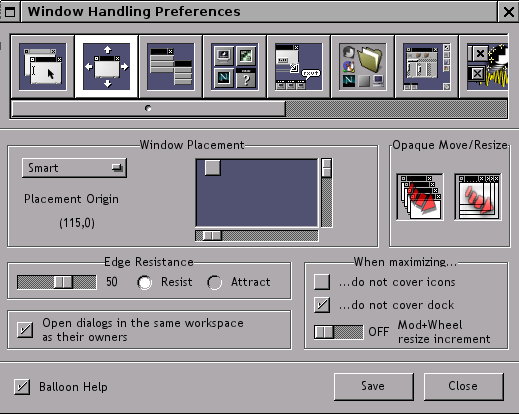 Window Handling Preferences
rxvt
N ?
N
Window Placement
Opaque Move/Resize
Smart
Placement Origin
(115,0)
Edge Resistance
50 Resist Attract
When maximizing...
...do not cover icons
...do not cover dock
OFF Mod+Wheel
resize increment
Open dialogs in the same workspace
as their owners
Balloon Help
Save
Close